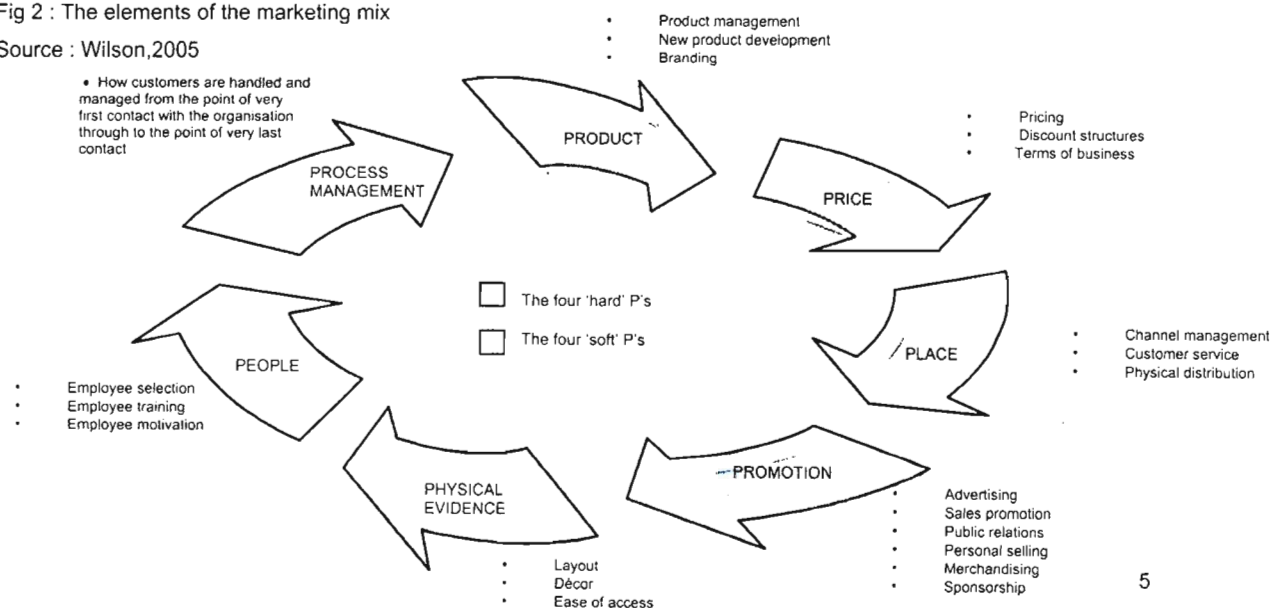 Fig 2 : The elements of the marketing mix
Source : Wilson,2005
• How customers are handled and
managed from the point of very
first contact with the organisation
through to the point of very last
contact
PROCESS
MANAGEMENT
• Product management
• New product development
• Branding
PRODUCT
• Pricing
• Discount structures
• Terms of business
PRICE
The four 'hard' P's
The four 'soft' P's
PLACE
• Channel management
• Customer service
• Physical distribution
PEOPLE
• Employee selection
• Employee training
• Employee motivation
PROMOTION
• Advertising
• Sales promotion
• Public relations
• Personal selling
• Merchandising
• Sponsorship
PHYSICAL
EVIDENCE
• Layout
• Décor
• Ease of access
5